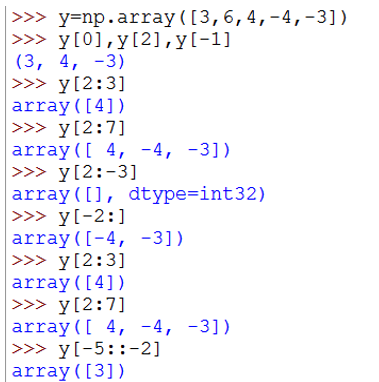 >>> y=np.array([3,6,4,-4,-3])
>>> y[0],y[2],y[-1]
(3, 4, -3)
>>> y[2:3]
array([4])
>>> y[2:7]
array([ 4, -4, -3])
>>> y[2:-3]
array([], dtype=int32)
>>> y[-2:]
array([-4, -3])
>>> y[2:3]
array([4])
>>> y[2:7]
array([ 4, -4, -3])
>>> y[-5::-2]
array([3])